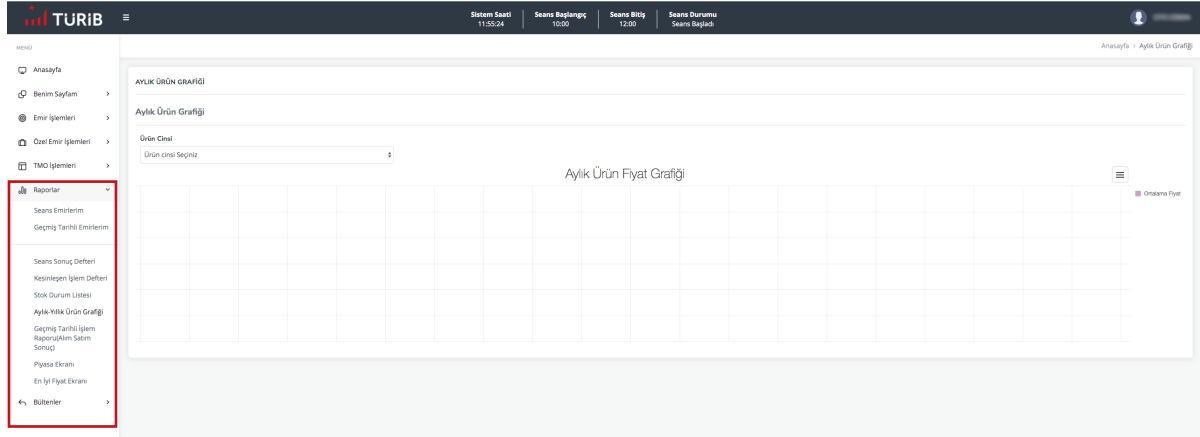 TÜRİB
Sistem Saati
11:55:24
Seans Başlangıç
10:00
Seans Bitiş
12:00
Seans Durumu
Seans Başladı
MENÜ
Anasayfa > Aylık Ürün Grafiği
Anasayfa
Benim Sayfam
Emir İşlemleri
Özel Emir İşlemleri
TMO İşlemleri
Raporlar
Seans Emirlerim
Geçmiş Tarihli Emirlerim
Seans Sonuç Defteri
Kesinleşen İşlem Defteri
Stok Durum Listesi
Aylık-Yıllık Ürün Grafiği
Geçmiş Tarihli İşlem
Raporu(Alım Satım
Sonuç)
Piyasa Ekranı
En İyi Fiyat Ekranı
Bültenler
AYLIK ÜRÜN GRAFİĞİ
Aylık Ürün Grafiği
Ürün Cinsi
Ürün cinsi Seçiniz
Aylık Ürün Fiyat Grafiği
Ortalama Fiyat